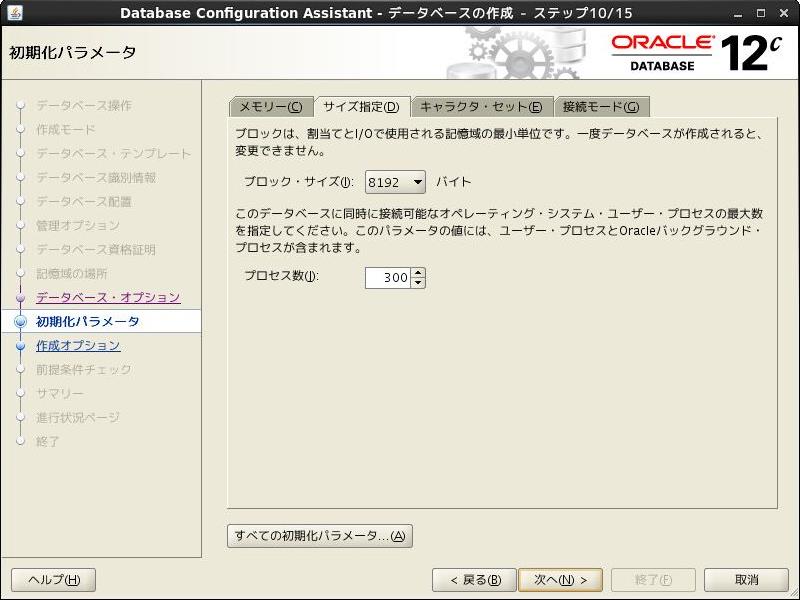 Database Configuration Assistant - データベースの作成 - ステップ10/15
初期化パラメータ
ORACLE®
DATABASE
12c
データベース操作
作成モード
データベース・テンプレート
データベース識別情報
データベース配置
管理オプション
データベース資格証明
記憶域の場所
データベース・オプション
初期化パラメータ
作成オプション
前提条件チェック
サマリー
進行状況ページ
終了
メモリー(C) サイズ指定(D) キャラクタ・セット(E) 接続モード(G)
ブロックは、割当てとI/Oで使用される記憶域の最小単位です。一度データベースが作成されると、
変更できません。
ブロック・サイズ(I): 8192 バイト
このデータベースに同時に接続可能なオペレーティング・システム・ユーザー・プロセスの最大数
を指定してください。このパラメータの値には、ユーザー・プロセスとOracleバックグラウンド・
プロセスが含まれます。
プロセス数(J): 300
すべての初期化パラメータ...(A)
ヘルプ(H) < 戻る(B) 次へ(N) > 終了(F) 取消